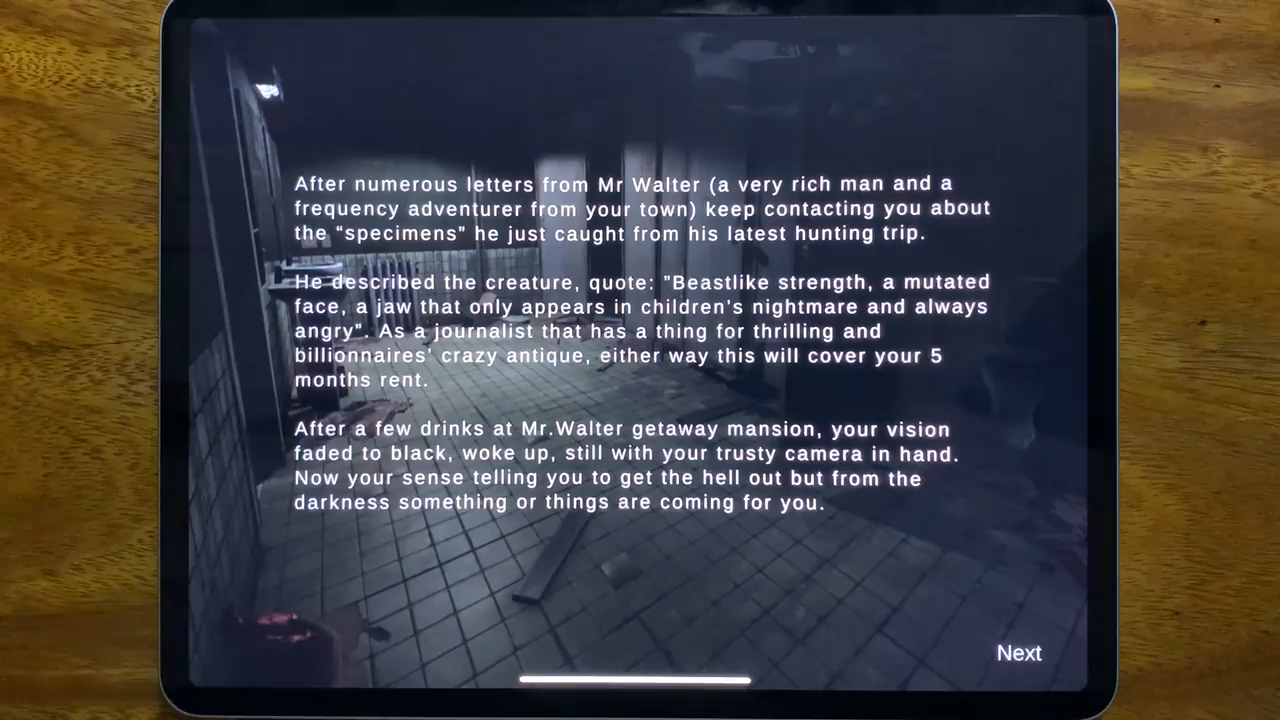 After numerous letters from Mr Walter (a very rich man and a
frequency adventurer from your town) keep contacting you about
the “specimens” he just caught from his latest hunting trip.
He described the creature, quote: ”Beastlike strength, a mutated
face, a jaw that only appears in children’s nightmare and always
angry”. As a journalist that has a thing for thrilling and
billionnaires’ crazy antique, either way this will cover your 5
months rent.
After a few drinks at Mr.Walter getaway mansion, your vision
faded to black, woke up, still with your trusty camera in hand.
Now your sense telling you to get the hell out but from the
darkness something or things are coming for you.
Next